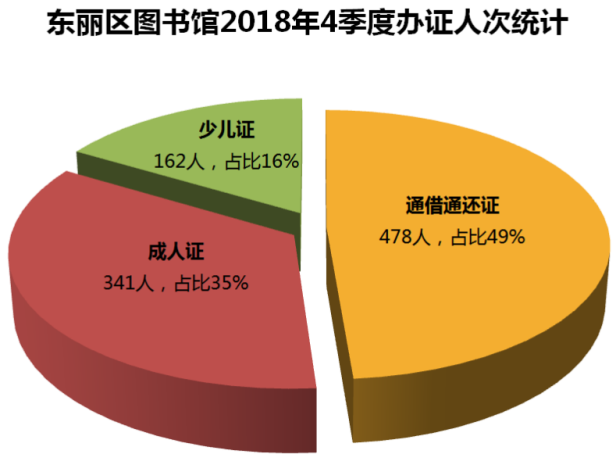 东丽区图书馆2018年4季度办证人次统计
少儿证
162人，占比16%
通借通还证
478人，占比49%
成人证
341人，占比35%